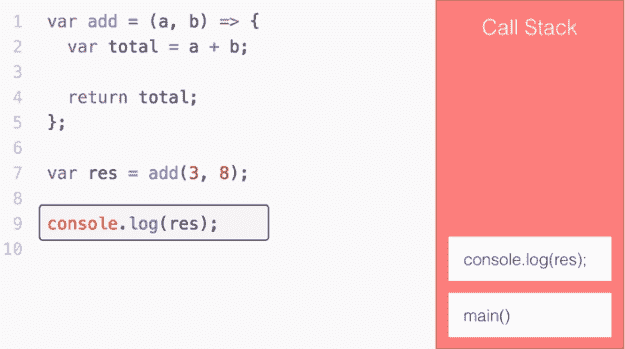 1 var add = (a, b) => {
2   var total = a + b;
3
4   return total;
5 };
6
7 var res = add(3, 8);
8
9 console.log(res);
10
Call Stack
console.log(res);
main()